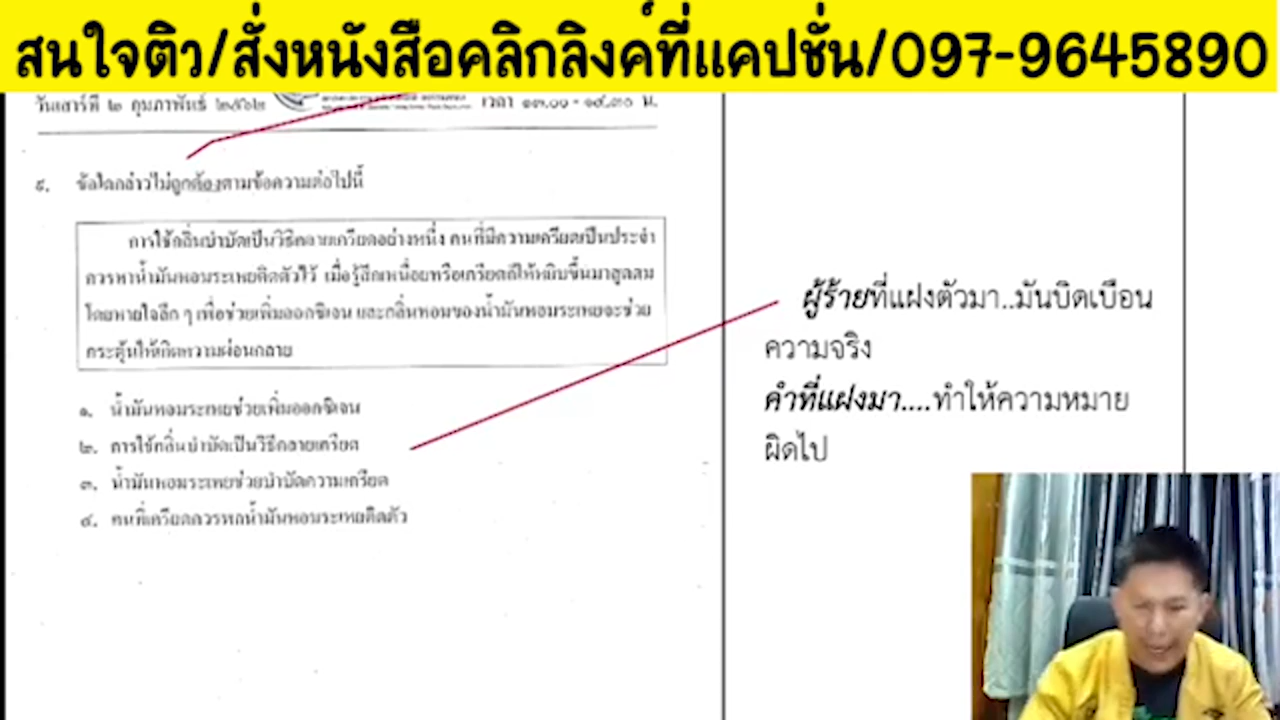 สนใจติว/สั่งหนังสือคลิกลิงค์ที่แคปชั่น/097-9645890
วันเสาร์ที่ ๒ กุมภาพันธ์ ๒๕๖๒ เวลา ๑๓.๐๐ - ๑๔.๓๐ น.
๙. ข้อใดกล่าวไม่ถูกต้องตามข้อความต่อไปนี้
การใช้กลิ่นบำบัดเป็นวิธีคลายเครียดอย่างหนึ่ง คนที่มีความเครียดเป็นประจำ
ควรหาน้ำมันหอมระเหยติดตัวไว้ เมื่อรู้สึกเหนื่อยหรือเครียดก็ให้หยิบขึ้นมาสูดดม
โดยหายใจลึก ๆ เพื่อช่วยเพิ่มออกซิเจน และกลิ่นหอมของน้ำมันหอมระเหยจะช่วย
กระตุ้นให้เกิดความผ่อนคลาย
๑. น้ำมันหอมระเหยช่วยเพิ่มออกซิเจน
๒. การใช้กลิ่นบำบัดเป็นวิธีคลายเครียด
๓. น้ำมันหอมระเหยช่วยบำบัดความเครียด
๔. คนที่เครียดควรพกน้ำมันหอมระเหยติดตัว
ผู้ร้ายที่แฝงตัวมา..มันบิดเบือน
ความจริง
คำที่แฝงมา....ทำให้ความหมาย
ผิดไป